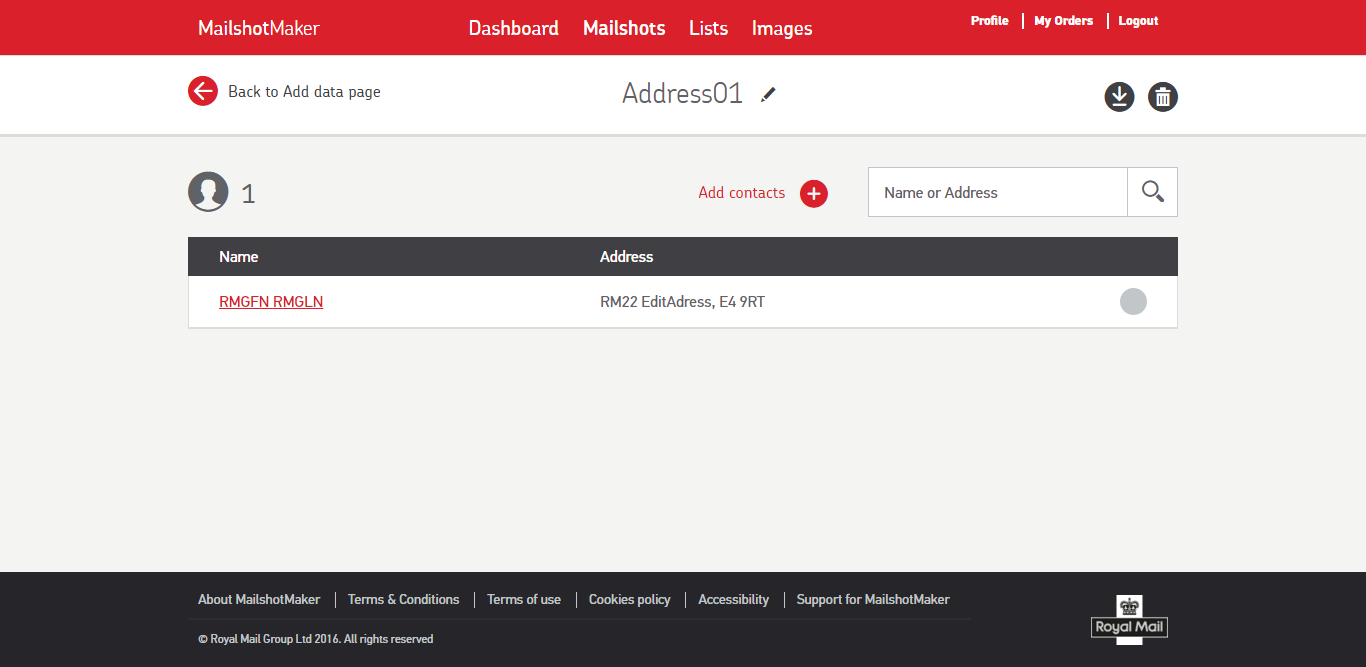 MailshotMaker Dashboard Mailshots Lists Images Profile My Orders Logout
Back to Add data page Address01
1 Add contacts Name or Address
Name Address
RMGFN RMGLN RM22 EditAdress, E4 9RT
About MailshotMaker Terms & Conditions Terms of use Cookies policy Accessibility Support for MailshotMaker
© Royal Mail Group Ltd 2016. All rights reserved
Royal Mail